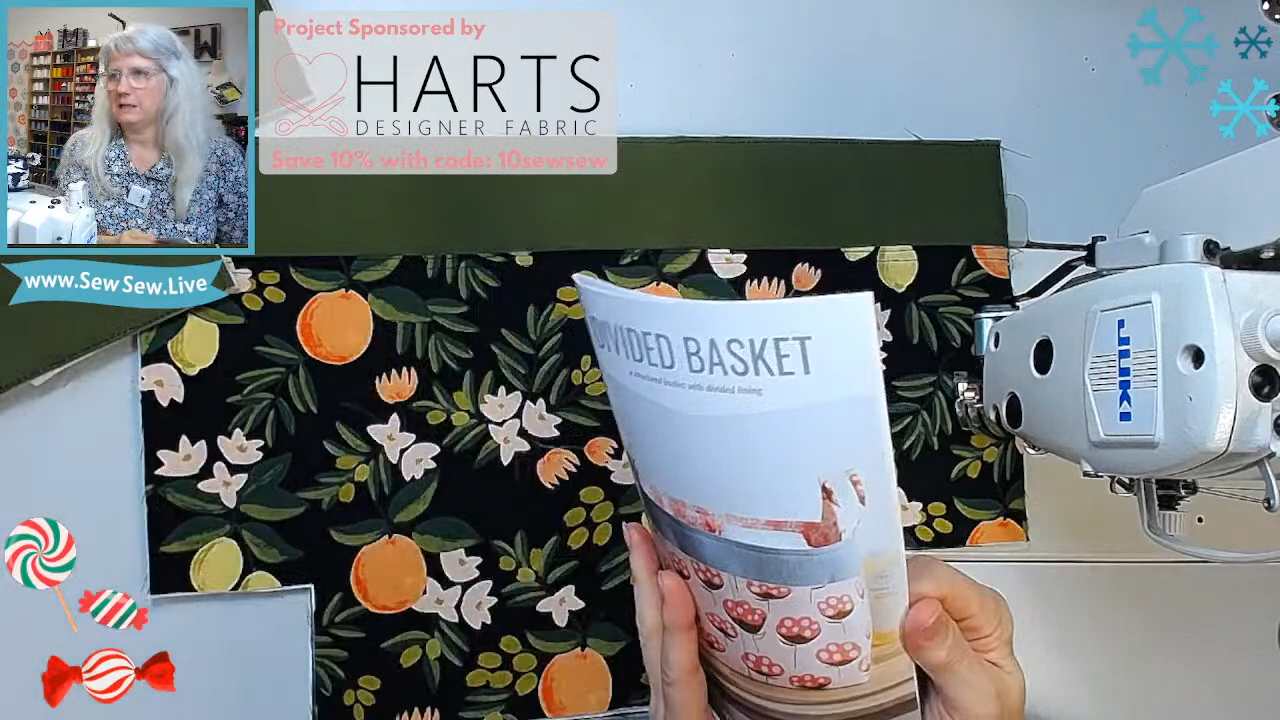 Project Sponsored by
HARTS
DESIGNER FABRIC
Save 10% with code: 10sewsew
www.SewSew.Live
DIVIDED BASKET
a structured basket with divided lining
JUKI